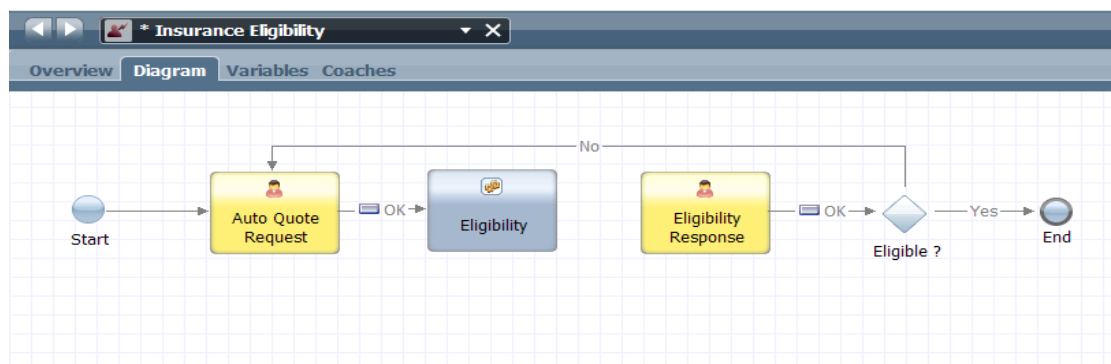 * Insurance Eligibility
Overview Diagram Variables Coaches
No
Start
Auto Quote
Request
OK
Eligibility
Eligibility
Response
OK
Eligible ?
Yes
End